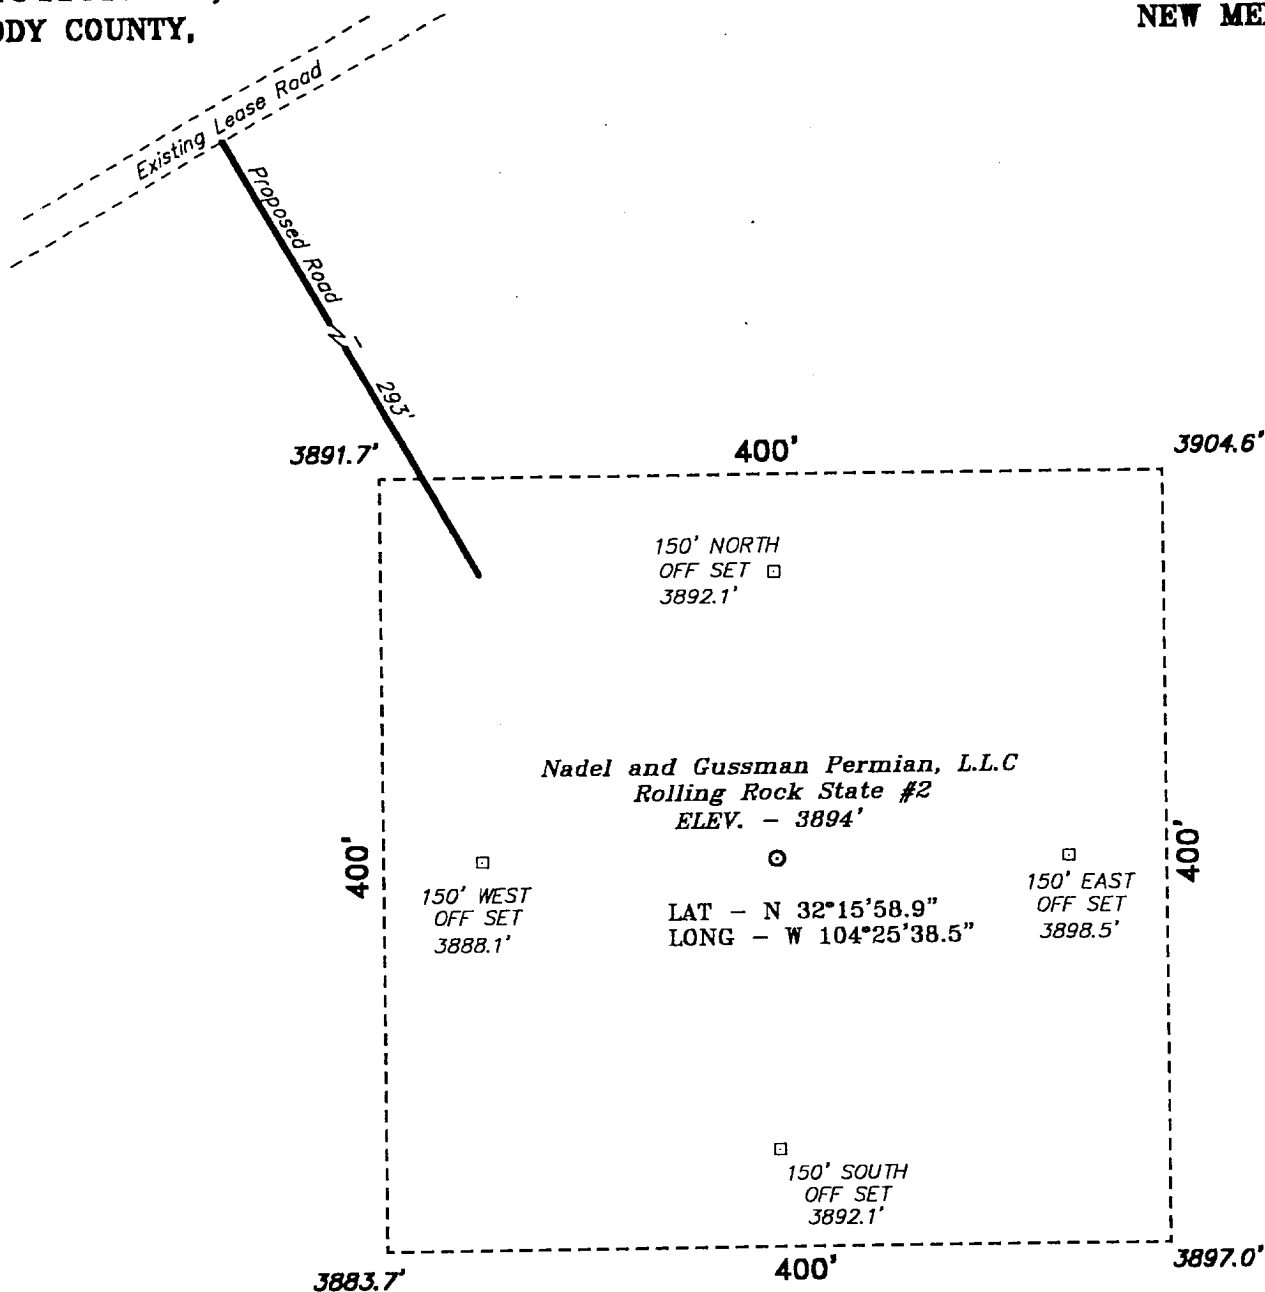 COUNTY,
NEW
Existing Lease Road
Proposed Road
293'
3891.7'
400'
3904.6'
150' NORTH
OFF SET
3892.1'
Nadel and Gussman Permian, L.L.C
Rolling Rock State #2
ELEV. - 3894'
400'
400'
150' WEST
OFF SET
3888.1'
LAT - N 32°15'58.9"
LONG - W 104°25'38.5"
150' EAST
OFF SET
3898.5'
150' SOUTH
OFF SET
3892.1'
3883.7'
400'
3897.0'